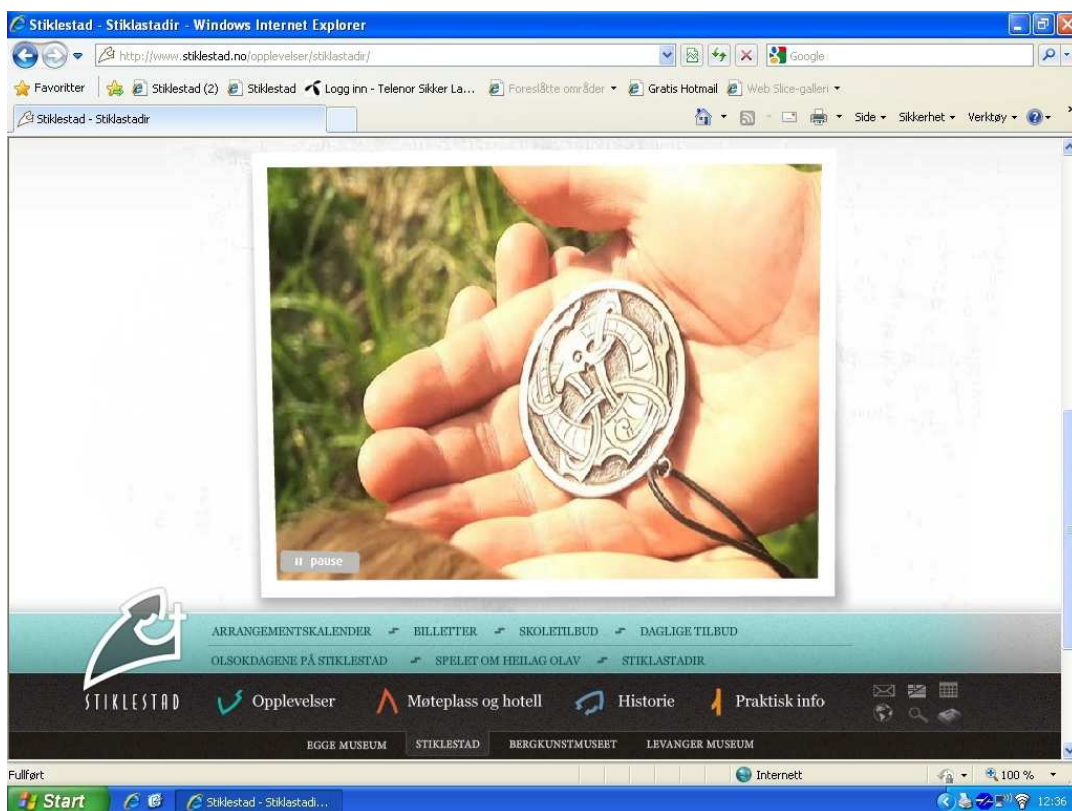 Stiklestad - Stiklastadir - Windows Internet Explorer
http://www.stiklestad.no/opplevelser/stiklastadir/
Google
Favoritter Stiklestad (2) Stiklestad Logg inn - Telenor Sikker La... Foreslåtte områder Gratis Hotmail Web Slice-galleri
Stiklestad - Stiklastadir Side Sikkerhet Verktøy »
pause
ARRANGEMENTSKALENDER BILLETTER SKOLETILBUD DAGLIGE TILBUD
OLSOKDAGENE PÅ STIKLESTAD SPELET OM HEILAG OLAV STIKLASTADIR
STIKLESTAD Opplevelser Møteplass og hotell Historie Praktisk info
EGGE MUSEUM STIKLESTAD BERGKUNSTMUSEET LEVANGER MUSEUM
Fullført Internett 100 %
Start Stiklestad - Stiklastadi... 12:36